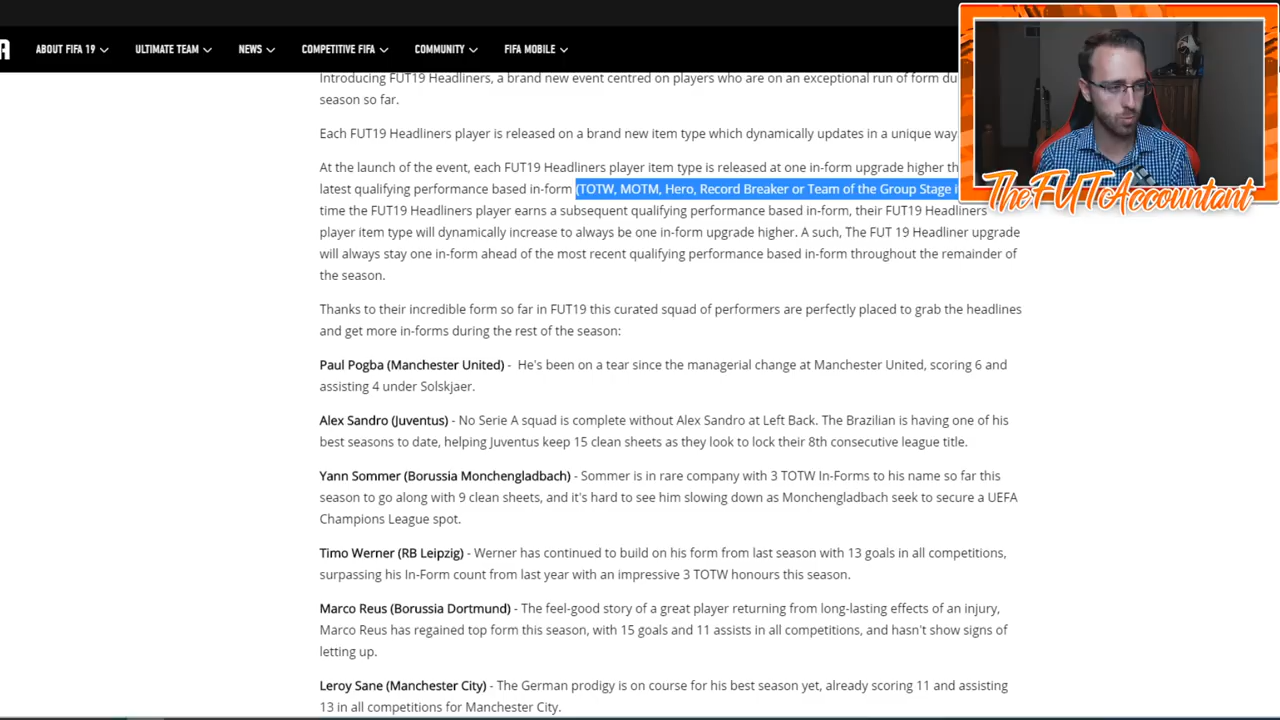 A ABOUT FIFA 19 ULTIMATE TEAM NEWS COMPETITIVE FIFA COMMUNITY FIFA MOBILE
Introducing FUT19 Headliners, a brand new event centred on players who are on an exceptional run of form
season so far.
Each FUT19 Headliners player is released on a brand new item type which dynamically updates in a unique way.
At the launch of the event, each FUT19 Headliners player item type is released at one in-form upgrade higher
latest qualifying performance based in-form (TOTW, MOTM, Hero, Record Breaker or Team of the Group Stage
time the FUT19 Headliners player earns a subsequent qualifying performance based in-form, their FUT19 Headliners
player item type will dynamically increase to always be one in-form upgrade higher. A such, The FUT 19 Headliner upgrade
will always stay one in-form ahead of the most recent qualifying performance based in-form throughout the remainder of
the season.
Thanks to their incredible form so far in FUT19 this curated squad of performers are perfectly placed to grab the headlines
and get more in-forms during the rest of the season:
Paul Pogba (Manchester United) - He's been on a tear since the managerial change at Manchester United, scoring 6 and
assisting 4 under Solskjaer.
Alex Sandro (Juventus) - No Serie A squad is complete without Alex Sandro at Left Back. The Brazilian is having one of his
best seasons to date, helping Juventus keep 15 clean sheets as they look to lock their 8th consecutive league title.
Yann Sommer (Borussia Monchengladbach) - Sommer is in rare company with 3 TOTW In-Forms to his name so far this
season to go along with 9 clean sheets, and it's hard to see him slowing down as Monchengladbach seek to secure a UEFA
Champions League spot.
Timo Werner (RB Leipzig) - Werner has continued to build on his form from last season with 13 goals in all competitions,
surpassing his In-Form count from last year with an impressive 3 TOTW honours this season.
Marco Reus (Borussia Dortmund) - The feel-good story of a great player returning from long-lasting effects of an injury,
Marco Reus has regained top form this season, with 15 goals and 11 assists in all competitions, and hasn't show signs of
letting up.
Leroy Sane (Manchester City) - The German prodigy is on course for his best season yet, already scoring 11 and assisting
13 in all competitions for Manchester City.
TheFUTAccountant